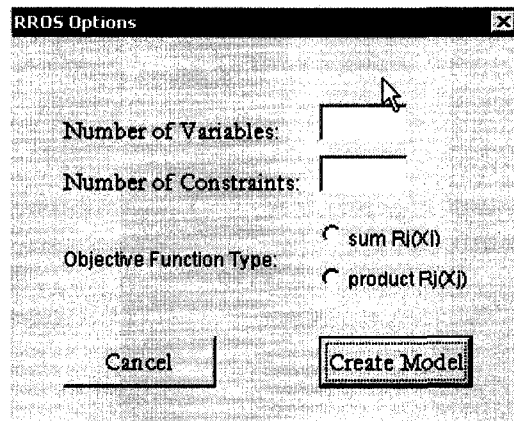 RROS Options
Number of Variables:
Number of Constraints:
Objective Function Type:
sum Rj(Xj)
product Rj(Xj)
Cancel
Create Model